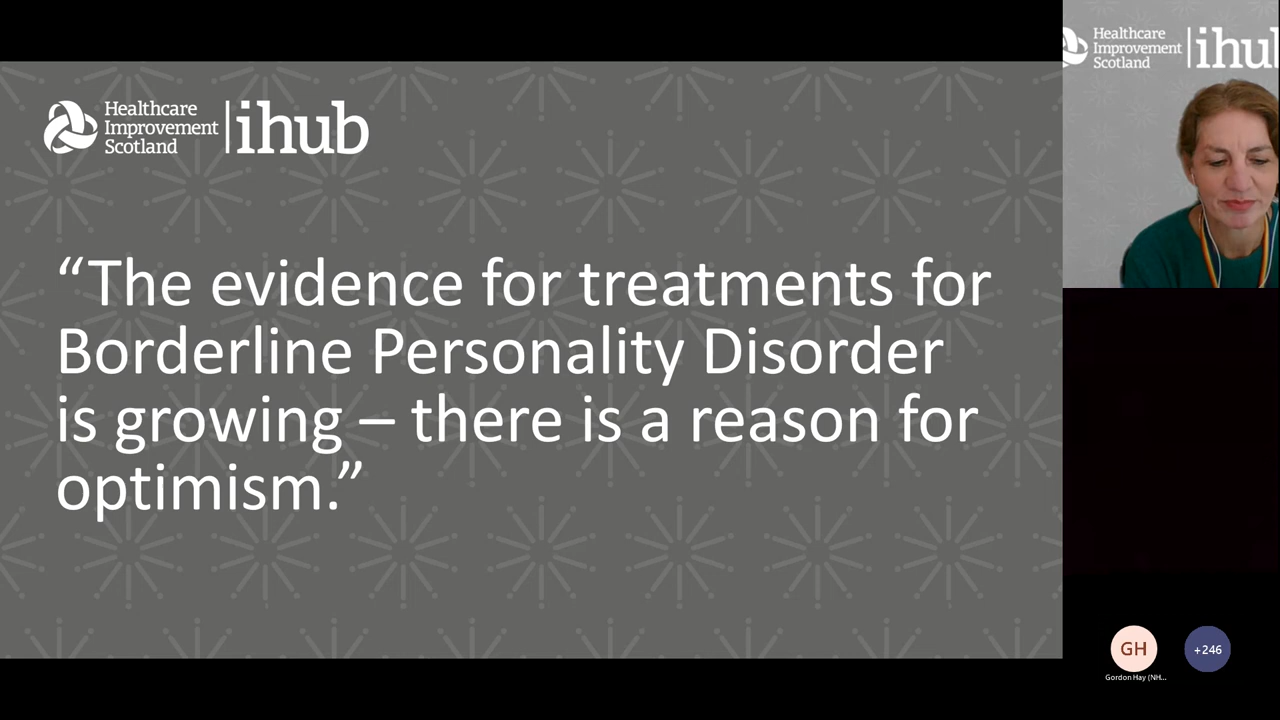 Healthcare
Improvement
Scotland
ihub
“The evidence for treatments for
Borderline Personality Disorder
is growing – there is a reason for
optimism.”
Healthcare
Improvement
Scotland
ihu
GH
+246
Gordon Hay (NH...